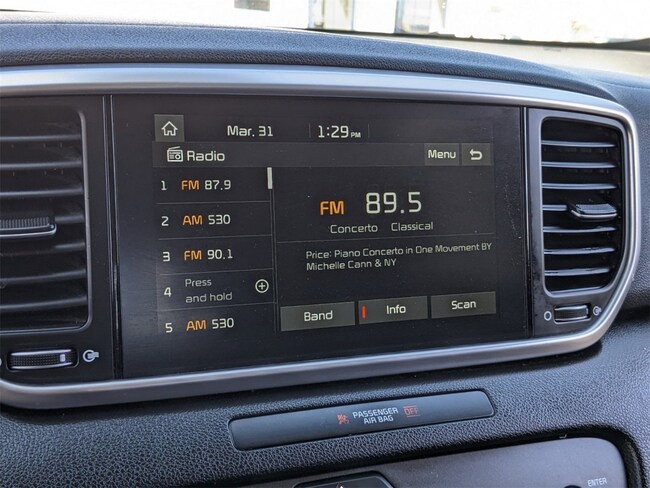 Mar. 31 1:29 PM
Radio Menu
1 FM 87.9
2 AM 530
3 FM 90.1
4 Press and hold
5 AM 530
FM 89.5
Concerto Classical
Price: Piano Concerto in One Movement BY
Michelle Cann & NY
Band Info Scan
PASSENGER
AIR BAG OFF
ENTER